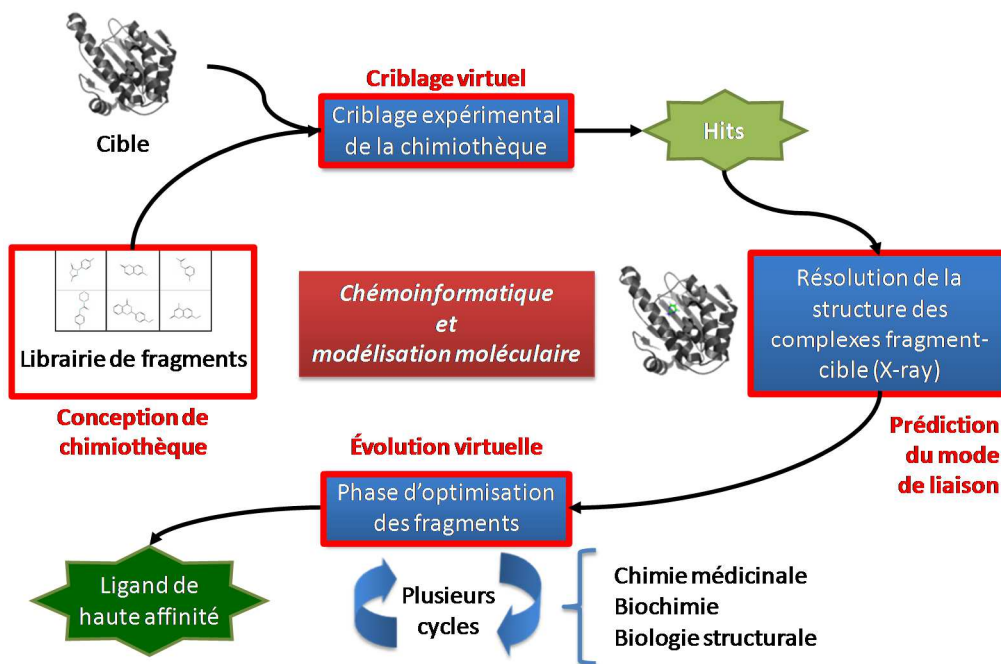 Cible
Criblage virtuel
Criblage expérimental
de la chimiothèque
Hits
Librairie de fragments
Conception de
chimiothèque
Chémoinformatique
et
modélisation moléculaire
Résolution de la
structure des
complexes fragment-
cible (X-ray)
Prédiction
du mode
de liaison
Évolution virtuelle
Phase d'optimisation
des fragments
Ligand de
haute affinité
Plusieurs
cycles
Chimie médicinale
Biochimie
Biologie structurale